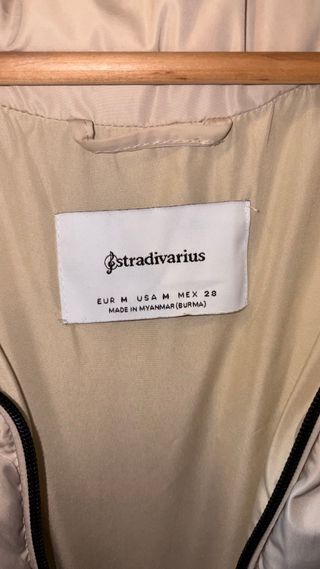 stradivarius
EUR M USA M MEX 28
MADE IN MYANMAR (BURMA)